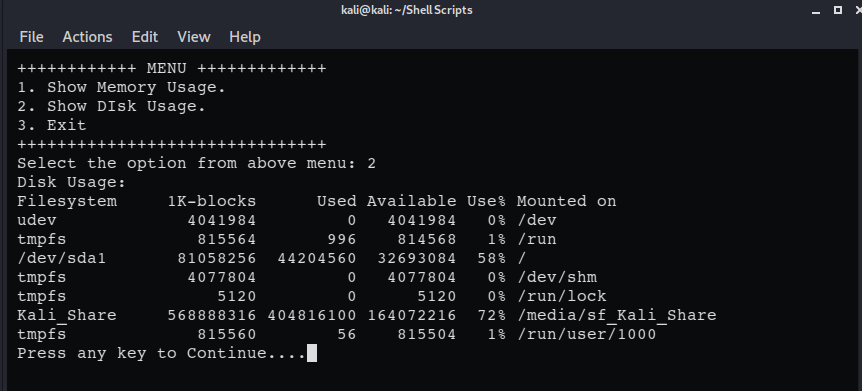 kali@kali: ~/Shell Scripts
File Actions Edit View Help
++++++++++++ MENU +++++++++++++
1. Show Memory Usage.
2. Show DIsk Usage.
3. Exit
+++++++++++++++++++++++++++++++
Select the option from above menu: 2
Disk Usage:
Filesystem     1K-blocks      Used Available Use% Mounted on
udev             4041984         0   4041984   0% /dev
tmpfs             815564       996    814568   1% /run
/dev/sda1       81058256  44204560  32693084  58% /
tmpfs            4077804         0   4077804   0% /dev/shm
tmpfs               5120         0      5120   0% /run/lock
Kali_Share     568888316 404816100 164072216  72% /media/sf_Kali_Share
tmpfs             815560        56    815504   1% /run/user/1000
Press any key to Continue....